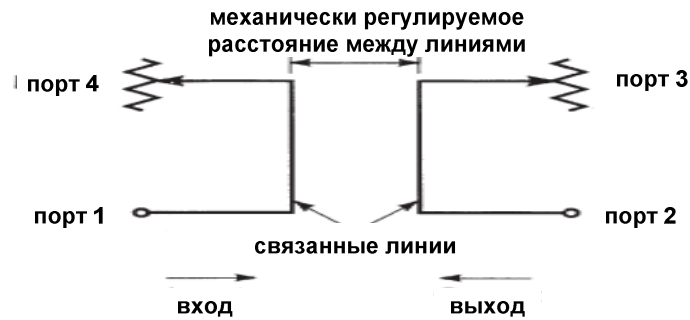 механически регулируемое
расстояние между линиями
порт 4
порт 3
порт 1
порт 2
связанные линии
вход
выход